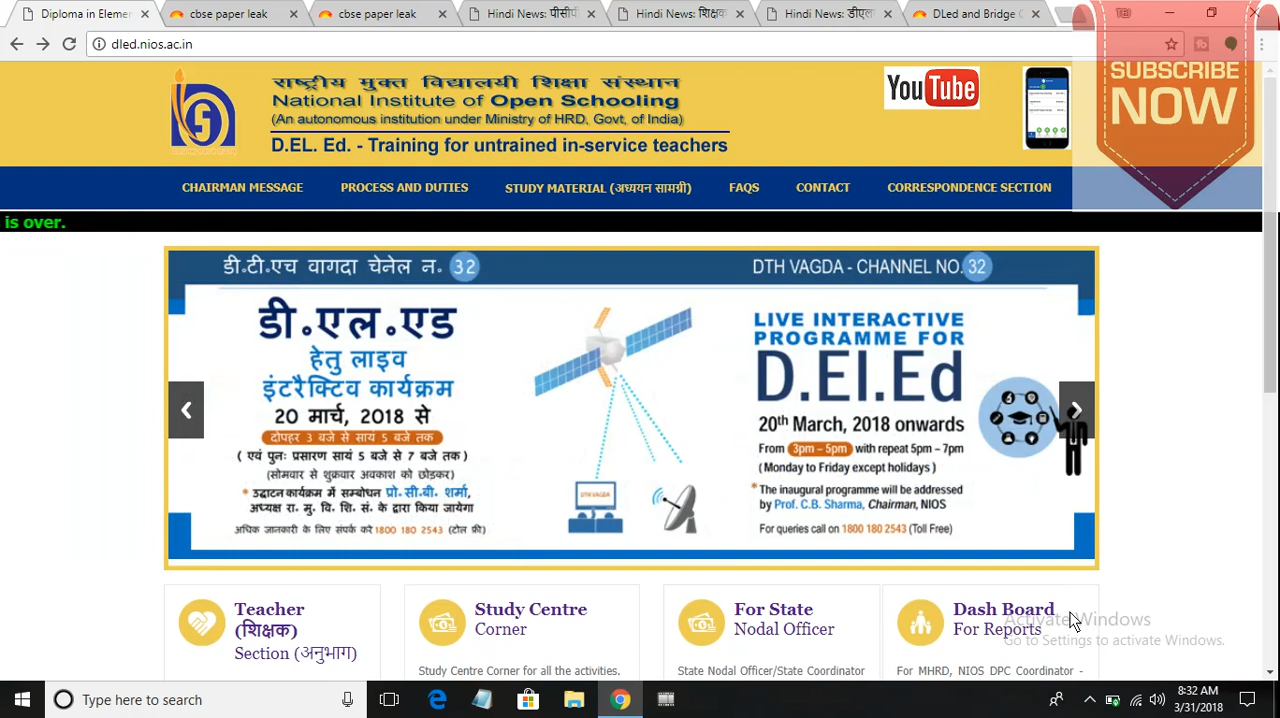 Diploma in Elemen
cbse paper leak
cbse paper leak
Hindi News: पीसीपी
Hindi News: शिक्षक
Hindi News: डीएल
DLed and Bridge C
dled.nios.ac.in
SUBSCRIBE
NOW
राष्ट्रीय मुक्त विद्यालयी शिक्षा संस्थान
National Institute of Open Schooling
(An autonomous institution under Ministry of HRD, Govt, of India)
D.EL. Ed. - Training for untrained in-service teachers
YouTube
CHAIRMAN MESSAGE
PROCESS AND DUTIES
STUDY MATERIAL (अध्ययन सामग्री)
FAQS
CONTACT
CORRESPONDENCE SECTION
is over.
डी.टी.एच वागदा चेनेल न. 32
डी.एल.एड
हेतु लाइव
इंटरैक्टिव कार्यक्रम
20 मार्च, 2018 से
दोपहर 3 बजे से सायं 5 बजे तक
( एवं पुनः प्रसारण सायं 5 से 7 बजे तक )
(सोमवार से शुक्रवार अवकाश को छोड़कर)
* उद्घाटन कार्यक्रम में सम्बोधन प्रो.सी.बी. शर्मा,
अध्यक्ष रा. मु. वि. शि. सं. के द्वारा किया जायेगा
अधिक जानकारी के लिए संपर्क करे 1800 180 2543 (टोल फ्री)
DTH VAGDA
DTH VAGDA - CHANNEL NO. 32
LIVE INTERACTIVE
PROGRAMME FOR
D.El.Ed
20th March, 2018 onwards
From 3pm – 5pm with repeat 5pm – 7pm
(Monday to Friday except holidays )
* The inaugural programme will be addressed
by Prof. C.B. Sharma, Chairman, NIOS
For queries call on 1800 180 2543 (Toll Free)
Teacher
(शिक्षक)
Section (अनुभाग)
Study Centre
Corner
Study Centre Corner for all the activities.
For State
Nodal Officer
State Nodal Officer/State Coordinator
Dash Board
For Reports
For MHRD, NIOS DPC Coordinator -
Activate Windows
Go to Settings to activate Windows.
Type here to search
8:32 AM
3/31/2018